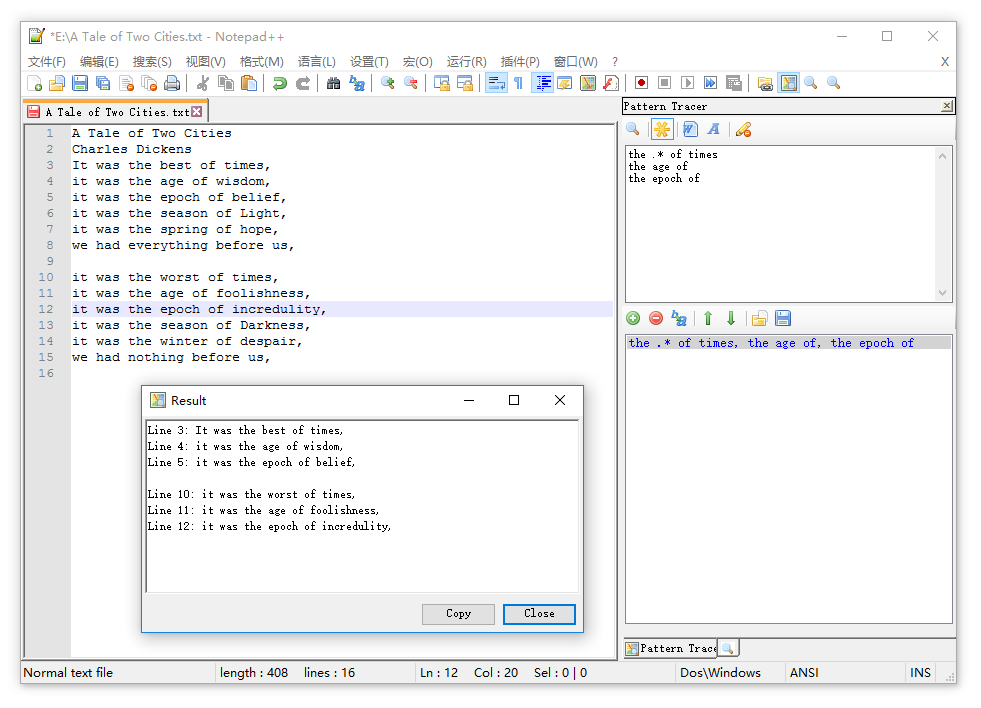 *E:\A Tale of Two Cities.txt - Notepad++
文件(F) 编辑(E) 搜索(S) 视图(V) 格式(M) 语言(L) 设置(T) 宏(O) 运行(R) 插件(P) 窗口(W) ? X
A Tale of Two Cities.txt
1 A Tale of Two Cities
2 Charles Dickens
3 It was the best of times,
4 it was the age of wisdom,
5 it was the epoch of belief,
6 it was the season of Light,
7 it was the spring of hope,
8 we had everything before us,
9
10 it was the worst of times,
11 it was the age of foolishness,
12 it was the epoch of incredulity,
13 it was the season of Darkness,
14 it was the winter of despair,
15 we had nothing before us,
16
Pattern Tracer
the .* of times
the age of
the epoch of
the .* of times, the age of, the epoch of
Pattern Trace
Result
Line 3: It was the best of times,
Line 4: it was the age of wisdom,
Line 5: it was the epoch of belief,
Line 10: it was the worst of times,
Line 11: it was the age of foolishness,
Line 12: it was the epoch of incredulity,
Copy Close
Normal text file length : 408 lines : 16 Ln : 12 Col : 20 Sel : 0 | 0 Dos\Windows ANSI INS